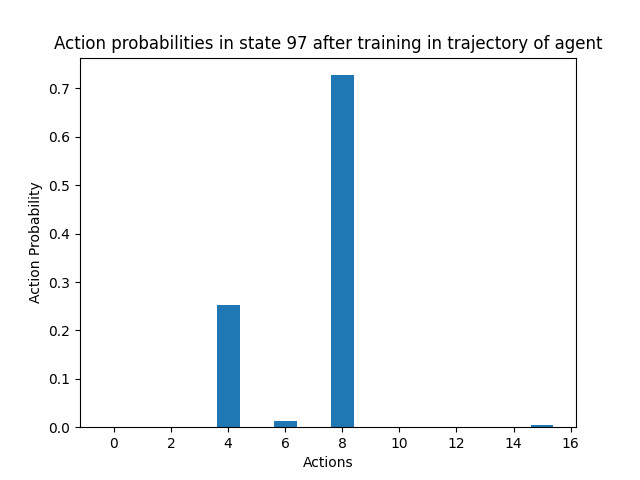 Action probabilities in state 97 after training in trajectory of agent
0.7
0.6
0.5
0.4
0.3
0.2
0.1
0.0
Action Probability
0 2 4 6 8 10 12 14 16
Actions